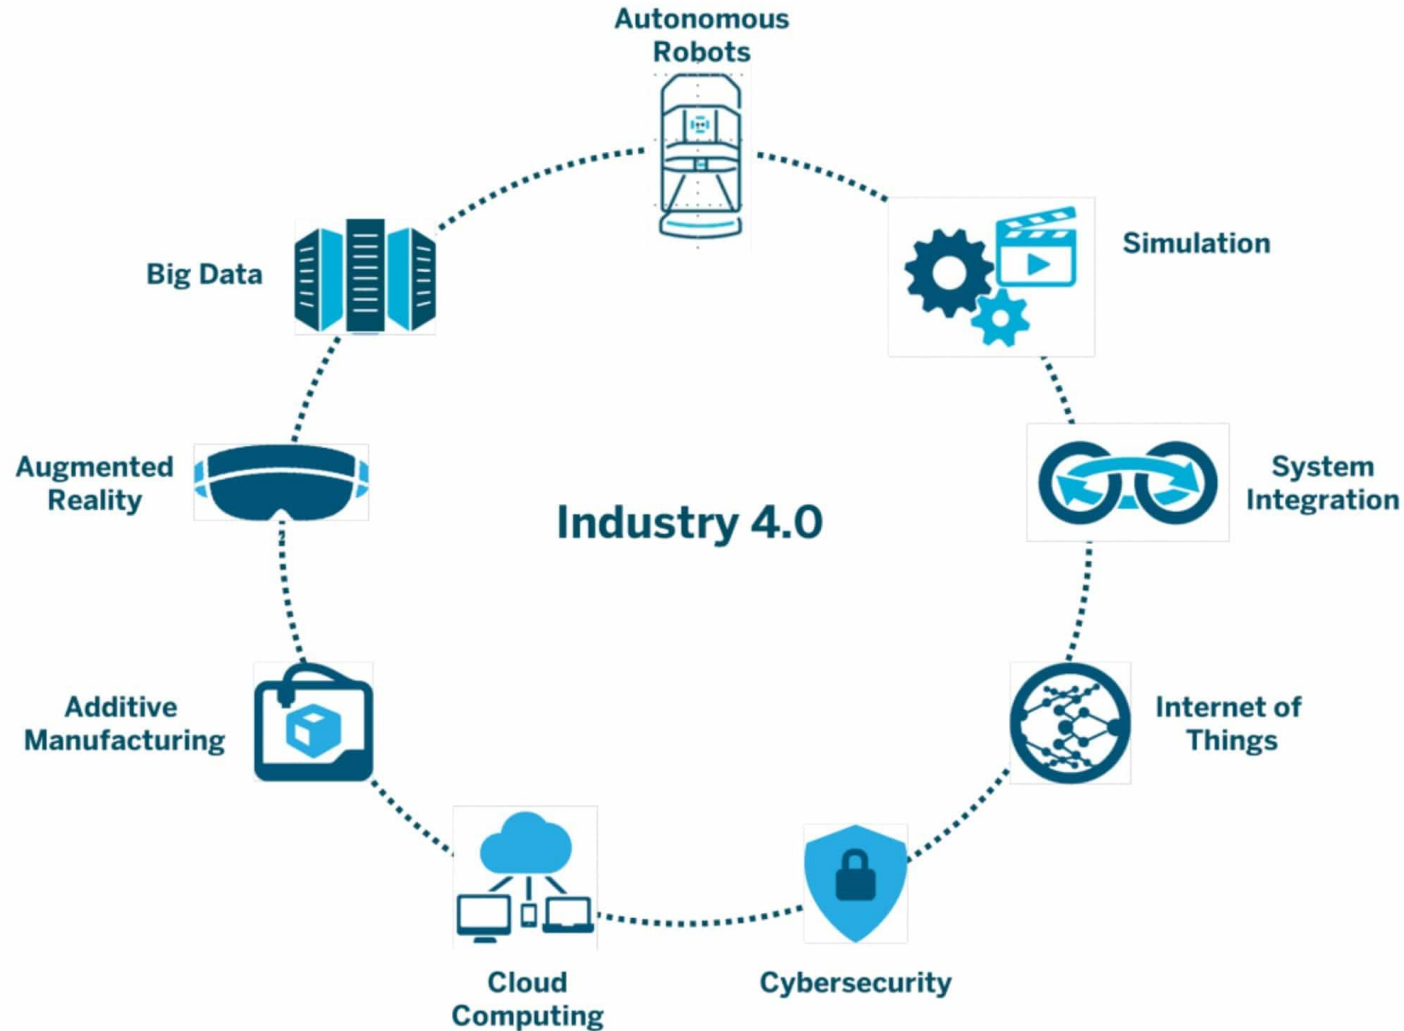 Autonomous
Robots
Simulation
Big Data
System
Integration
Augmented
Reality
Industry 4.0
Internet of
Things
Additive
Manufacturing
Cybersecurity
Cloud
Computing